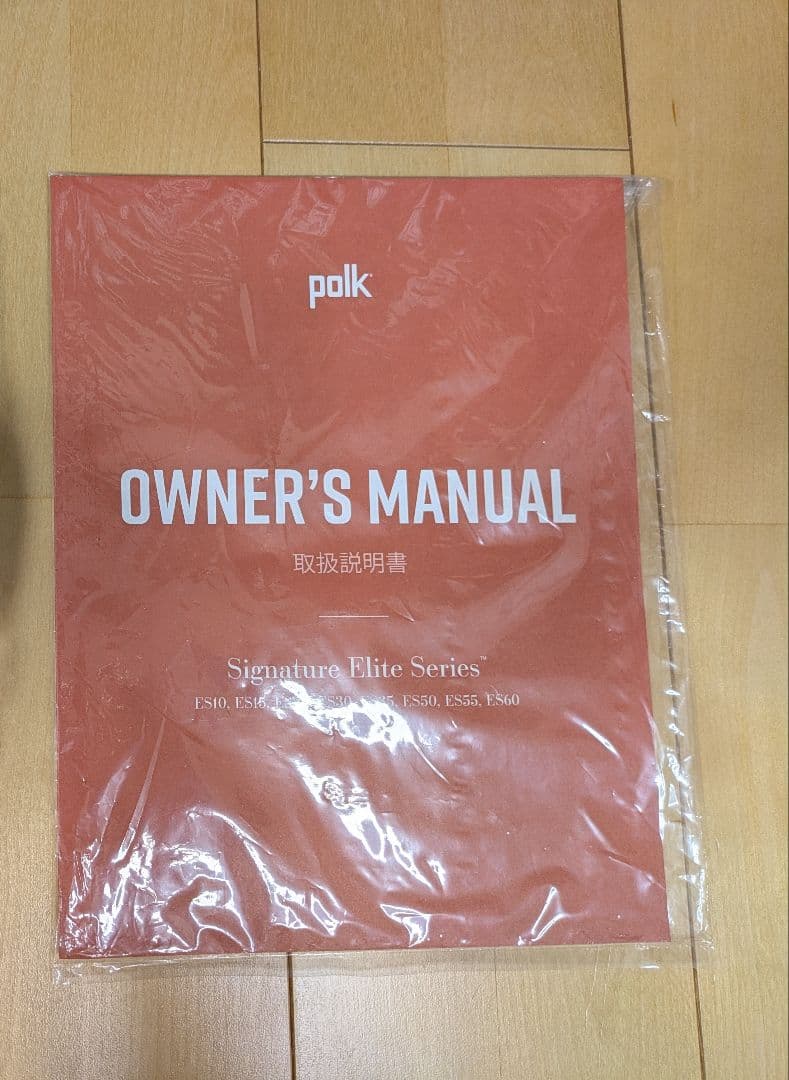 polk
OWNER'S MANUAL
取扱説明書
Signature Elite Series™
ES10, ES15, ES30, ES50, ES55, ES60